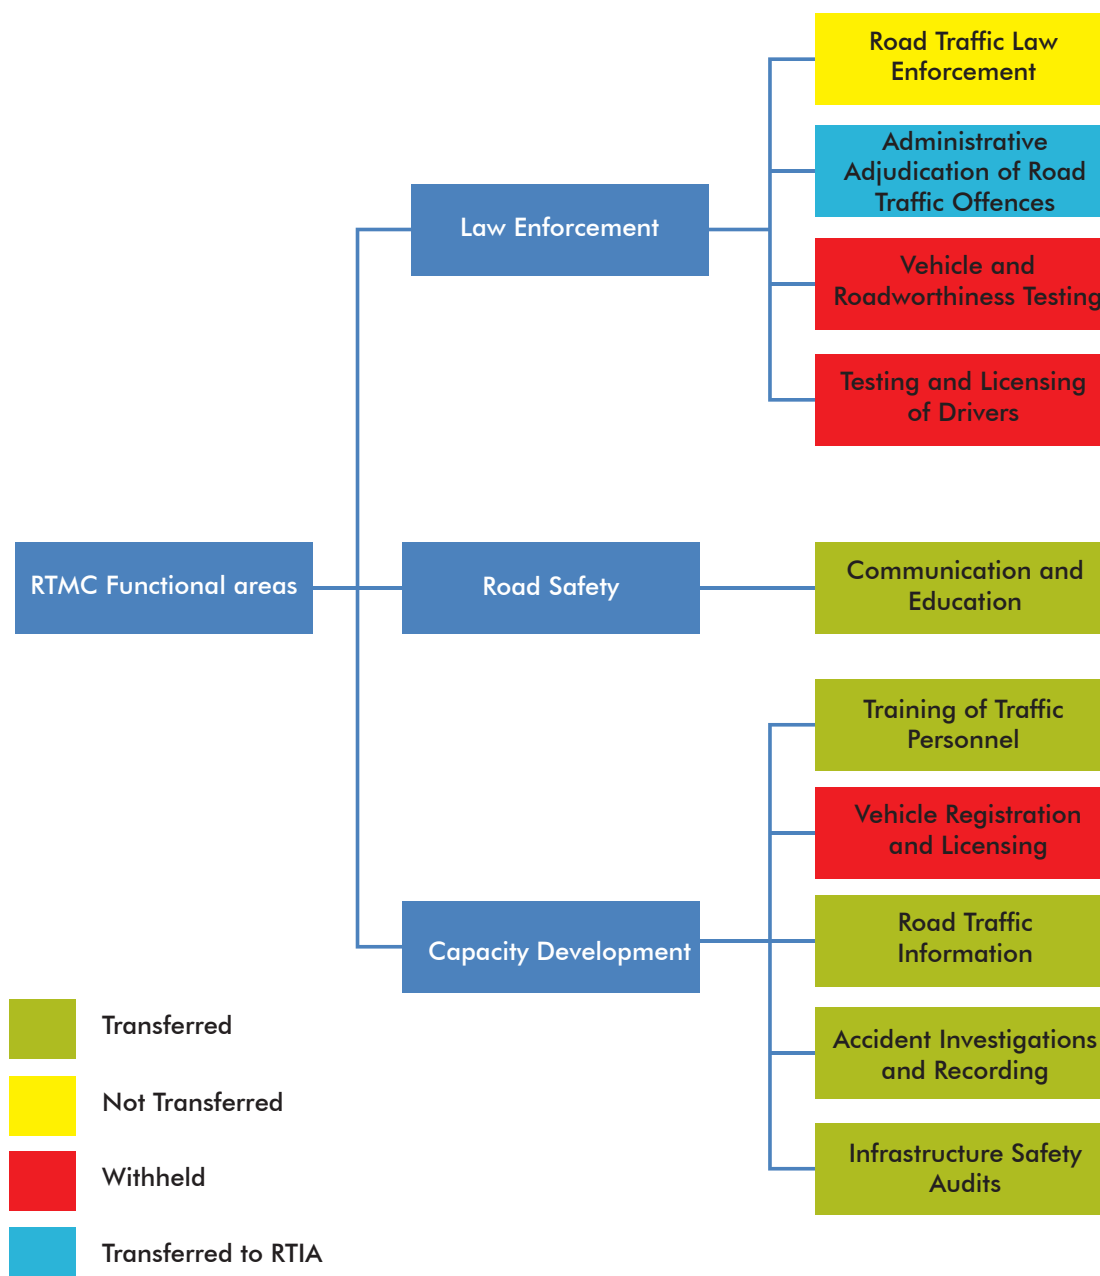 Road Traffic Law
Enforcement
Administrative
Adjudication of Road
Traffic Offences
Law Enforcement
Vehicle and
Roadworthiness Testing
Testing and Licensing
of Drivers
RTMC Functional areas
Road Safety
Communication and
Education
Training of Traffic
Personnel
Vehicle Registration
and Licensing
Road Traffic
Information
Capacity Development
Accident Investigations
and Recording
Infrastructure Safety
Audits
Transferred
Not Transferred
Withheld
Transferred to RTIA